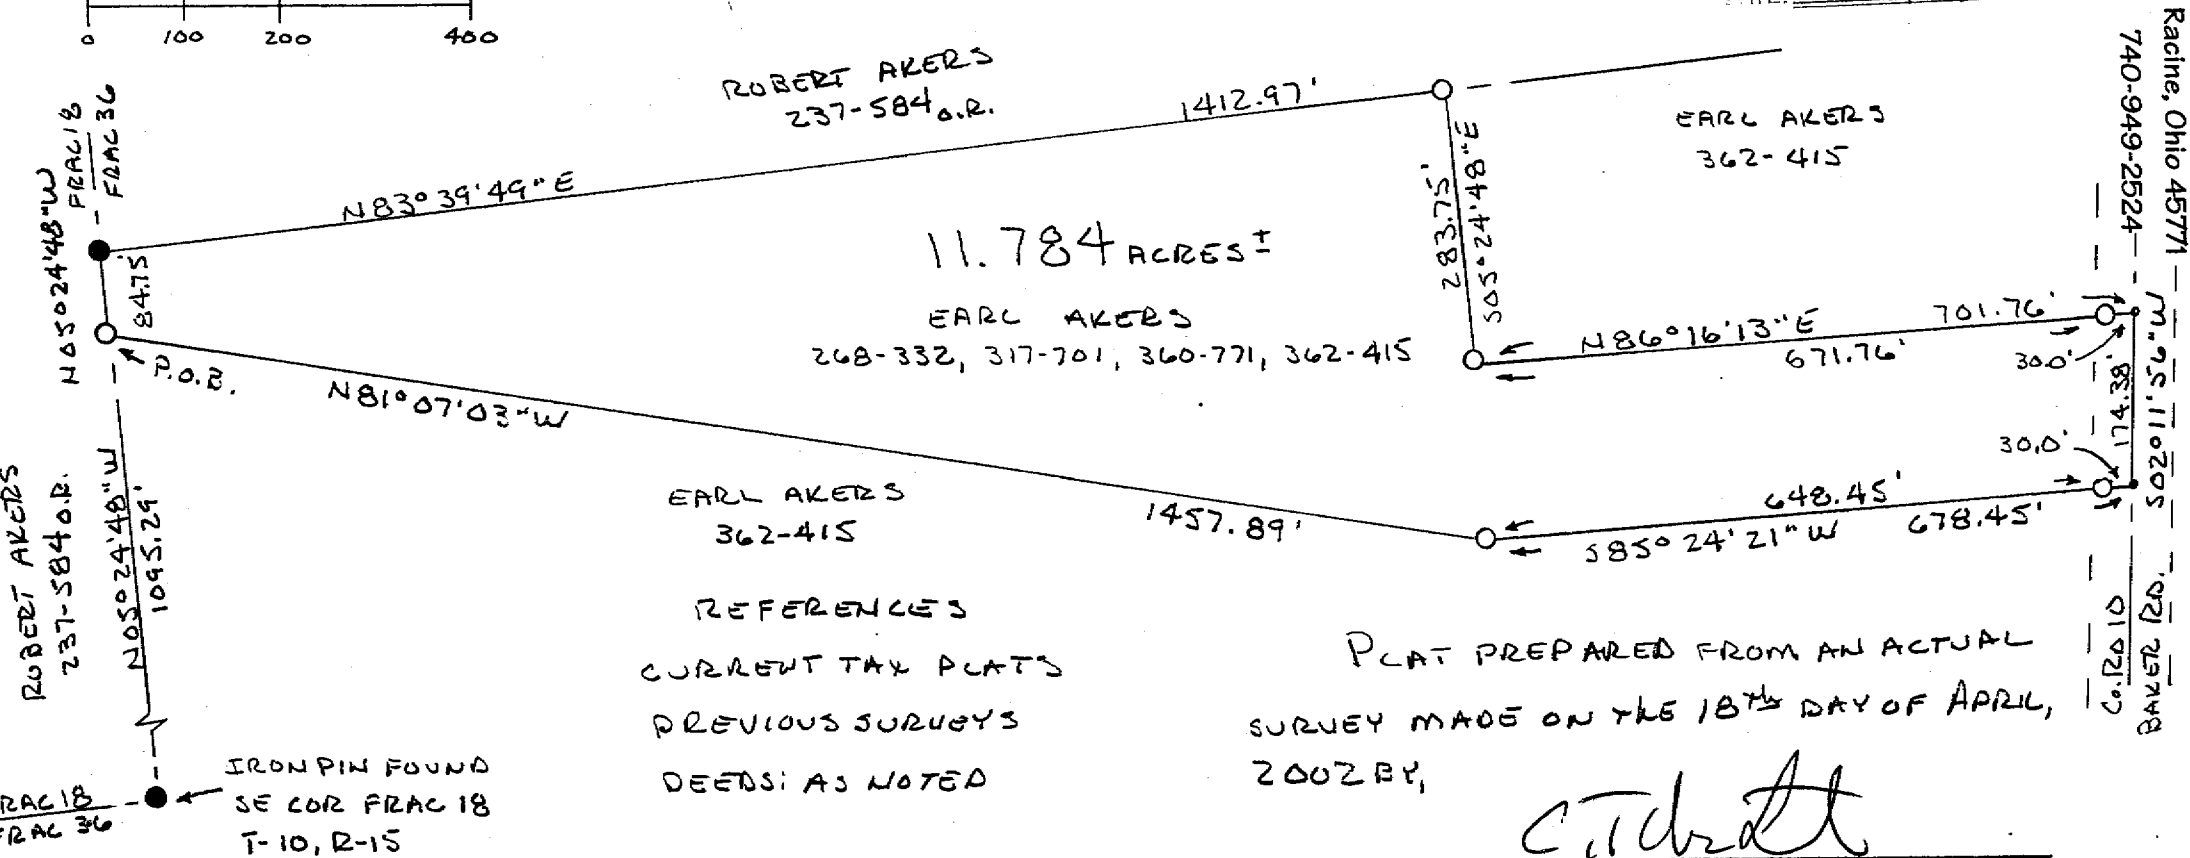 0 100 200 400
Racine, Ohio 45771
740-949-2524
ROBERT AKERS
237-584 O.R.
1412.97'
N83°39'49"E
FRAC 18
FRAC 36
N05°24'48"W
84.75'
P.O.B.
EARL AKERS
362-415
283.75'
S05°24'48"E
11.784 ACRES±
EARL AKERS
268-332, 317-701, 360-771, 362-415
N86°16'13"E
701.76'
671.76'
30.0'
174.38'
S02°11'59"W
30.0'
N81°07'03"W
1457.89'
648.45'
S85°24'21"W
678.45'
CO. RD 10
BAKER RD.
ROBERT AKERS
237-584 O.R.
N05°24'48"W
1095.29'
EARL AKERS
362-415
REFERENCES
CURRENT TAX PLATS
PREVIOUS SURVEYS
DEEDS: AS NOTED
PLAT PREPARED FROM AN ACTUAL
SURVEY MADE ON THE 18th DAY OF APRIL,
2002 BY,
IRON PIN FOUND
SE COR FRAC 18
T-10, R-15
RAC 18
FRAC 36